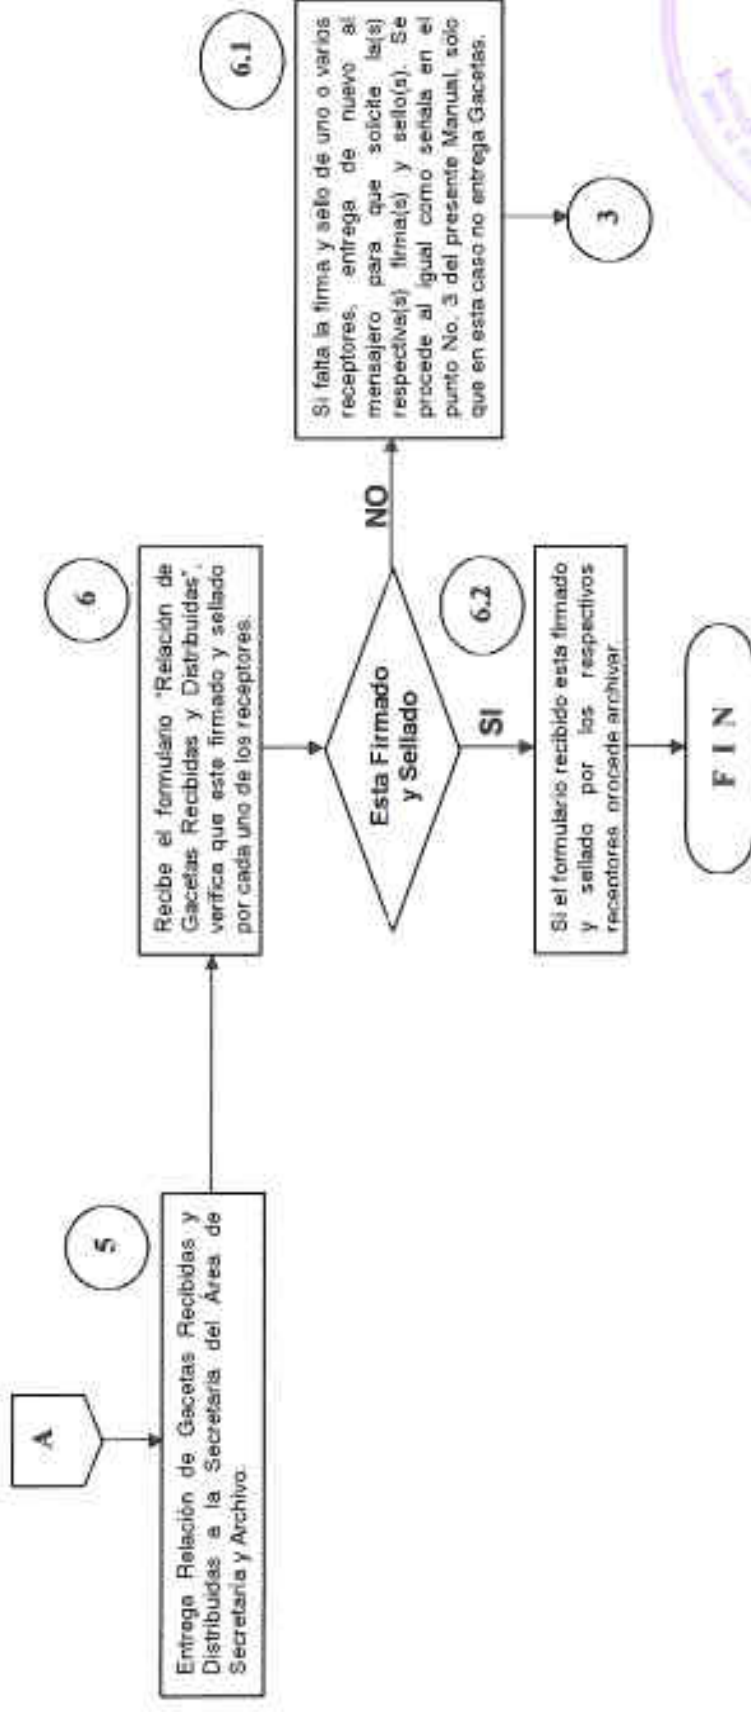 A
5
Entrega Relación de Gacetas Recibidas y
Distribuidas a la Secretaria del Área de
Secretaria y Archivo.
6
Recibe el formulario "Relación de
Gacetas Recibidas y Distribuidas",
verifica que este firmado y sellado
por cada uno de los receptores.
Esta Firmado
y Sellado
NO
6.1
Si falta la firma y sello de uno o varios
receptores, entrega de nuevo al
mensajero para que solicite la(s)
respectiva(s) firma(s) y sello(s). Se
procede al igual como señala en el
punto No. 3 del presente Manual, sólo
que en esta caso no entrega Gacetas.
3
SI
6.2
Si el formulario recibido esta firmado
y sellado por los respectivos
receptores procede archivar
F I N